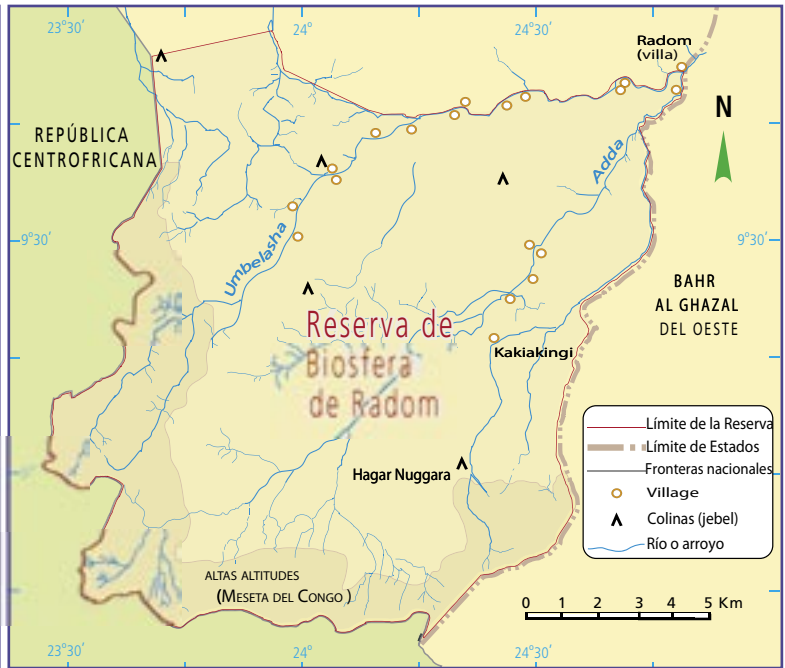 23°30′
24°
24°30′
Radom
(villa)
N
REPÚBLICA
CENTROFRICANA
Adda
9°30′
9°30′
Umbelasha
BAHR
AL GHAZAL
DEL OESTE
Reserva de
Biosfera
de Radom
Kakiakingi
Hagar Nuggara
Límite de la Reserva
Límite de Estados
Fronteras nacionales
Village
Colinas (jebel)
Río o arroyo
ALTAS ALTITUDES
(MESETA DEL CONGO )
0 1 2 3 4 5 Km
23°30′
24°
24°30′